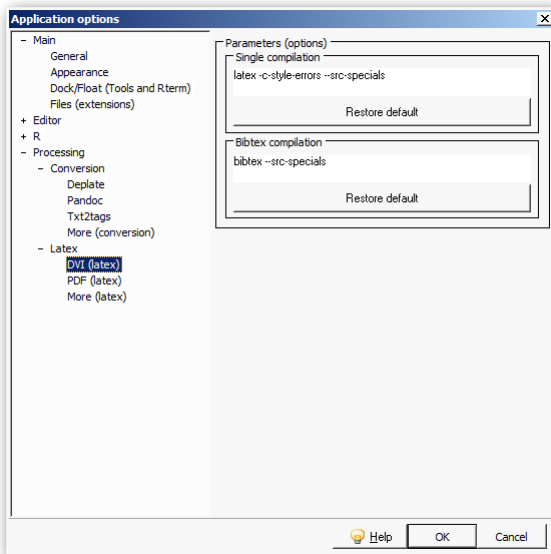 Application options
− Main
General
Appearance
Dock/Float (Tools and Rterm)
Files (extensions)
+ Editor
+ R
− Processing
− Conversion
Deplate
Pandoc
Txt2tags
More (conversion)
− Latex
DVI (latex)
PDF (latex)
More (latex)
Parameters (options)
Single compilation
latex -c-style-errors --src-specials
Restore default
Bibtex compilation
bibtex --src-specials
Restore default
Help
OK
Cancel